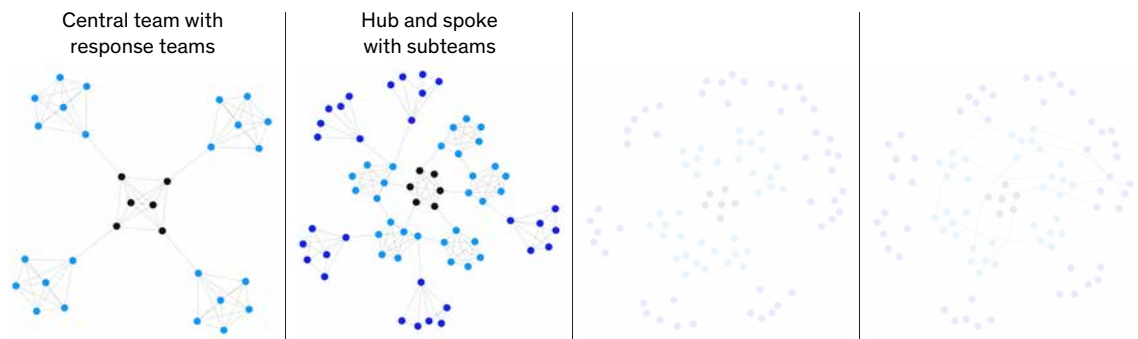 Central team with
response teams
Hub and spoke
with subteams